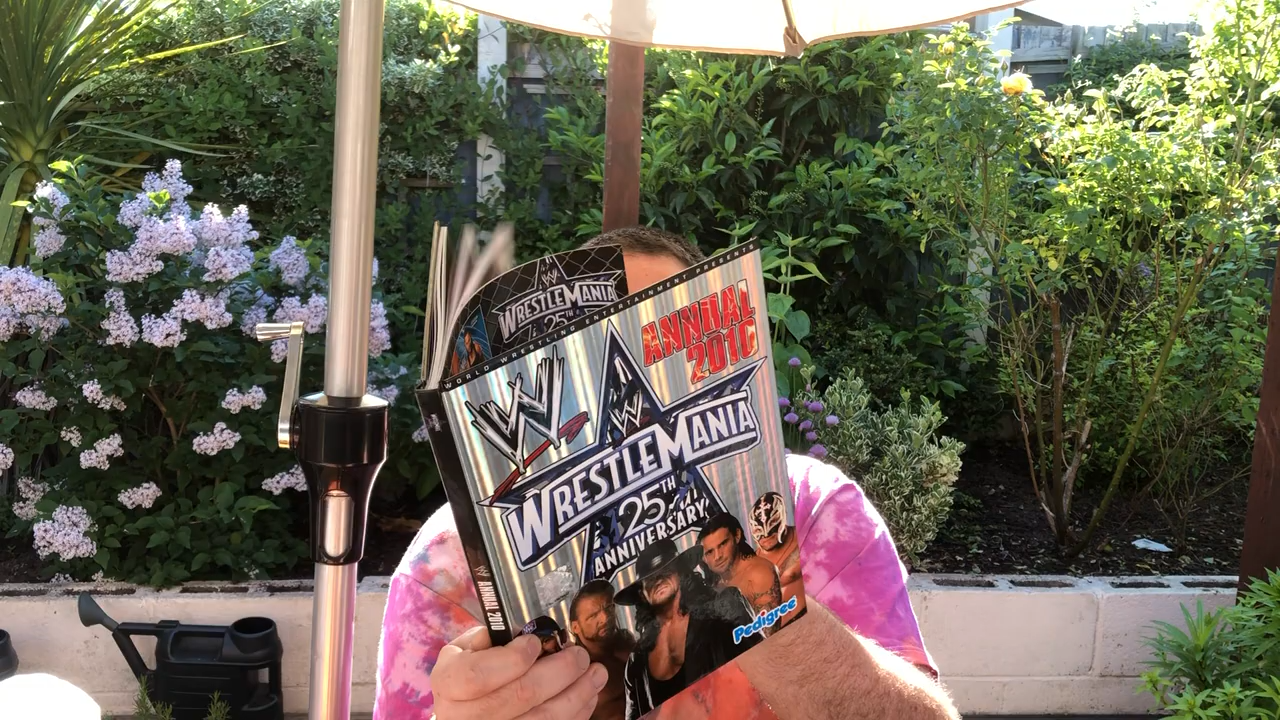 WRESTLEMANIA
25TH
WORLD WRESTLING ENTERTAINMENT PRESENTS
ANNUAL
2010
W
WRESTLEMANIA
25TH
ANNIVERSARY
Pedigree
W ANNUAL 2010